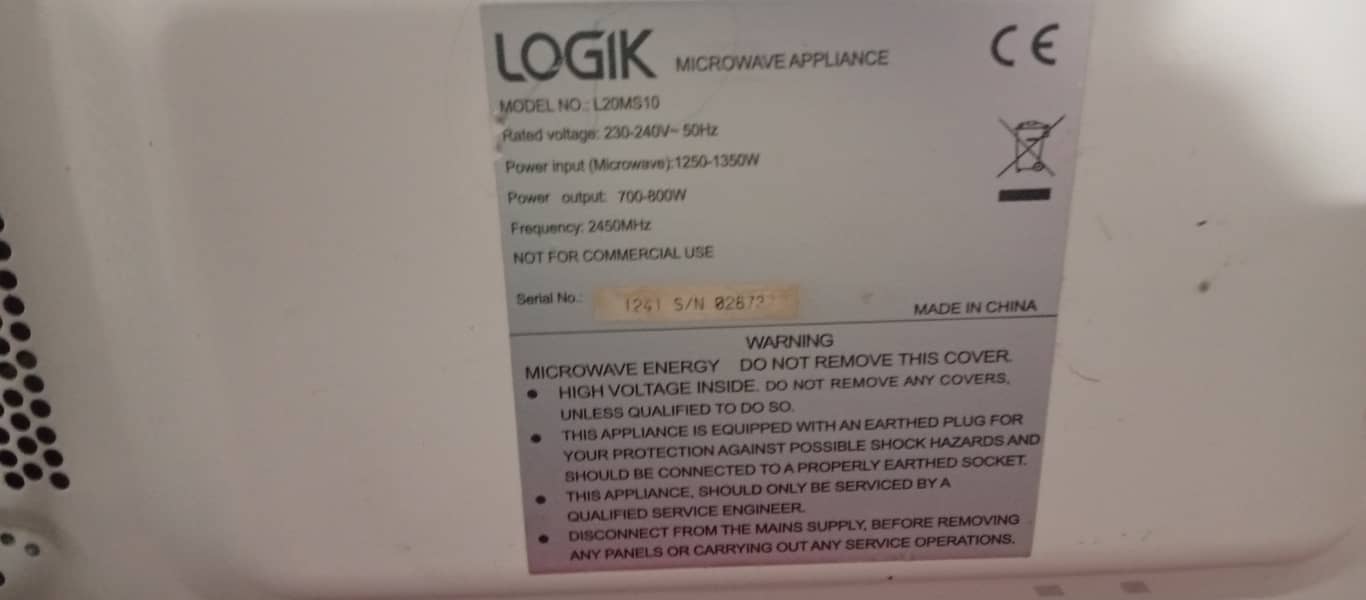 LOGIK MICROWAVE APPLIANCE CE
MODEL NO.: L20MS10
Rated voltage: 230-240V~ 50Hz
Power input (Microwave):1250-1350W
Power output: 700-800W
Frequency: 2450MHz
NOT FOR COMMERCIAL USE
Serial No.: 1241 S/N
MADE IN CHINA
WARNING
MICROWAVE ENERGY DO NOT REMOVE THIS COVER.
● HIGH VOLTAGE INSIDE. DO NOT REMOVE ANY COVERS,
UNLESS QUALIFIED TO DO SO.
● THIS APPLIANCE IS EQUIPPED WITH AN EARTHED PLUG FOR
YOUR PROTECTION AGAINST POSSIBLE SHOCK HAZARDS AND
SHOULD BE CONNECTED TO A PROPERLY EARTHED SOCKET.
● THIS APPLIANCE, SHOULD ONLY BE SERVICED BY A
QUALIFIED SERVICE ENGINEER.
● DISCONNECT FROM THE MAINS SUPPLY, BEFORE REMOVING
ANY PANELS OR CARRYING OUT ANY SERVICE OPERATIONS.